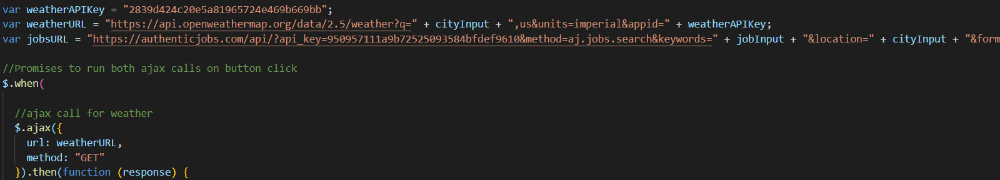 var weatherAPIKey = "2839d424c20e5a81965724e469b669bb";
var weatherURL = "https://api.openweathermap.org/data/2.5/weather?q=" + cityInput + ",us&units=imperial&appid=" + weatherAPIKey;
var jobsURL = "https://authenticjobs.com/api/?api_key=950957111a9b72525093584bfdef9610&method=aj.jobs.search&keywords=" + jobInput + "&location=" + cityInput + "&form
//Promises to run both ajax calls on button click
$.when(
//ajax call for weather
$.ajax({
url: weatherURL,
method: "GET"
}).then(function (response) {